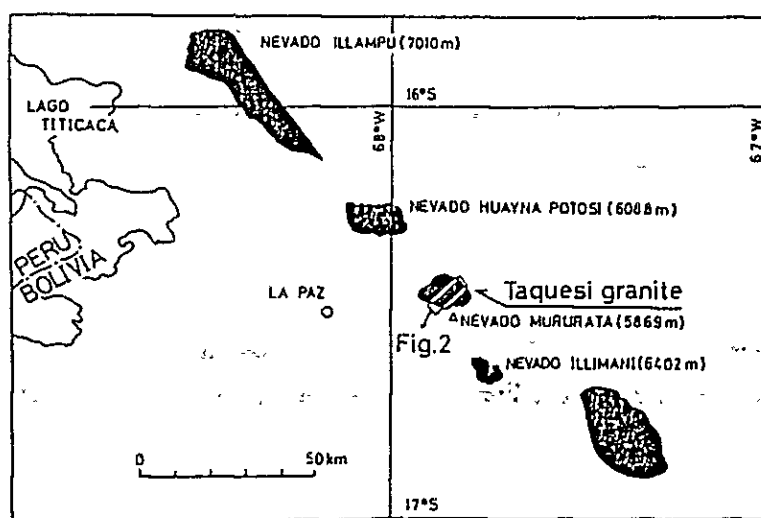 NEVADO ILLAMPU (7010m)
16°S
LAGO
TITICACA
68°W
67°W
NEVADO HUAYNA POTOSI (6088m)
PERU
BOLIVIA
LA PAZ
Taquesi granite
NEVADO MURURATA (5869m)
Fig.2
NEVADO ILLIMANI (6402m)
0
50km
17°S